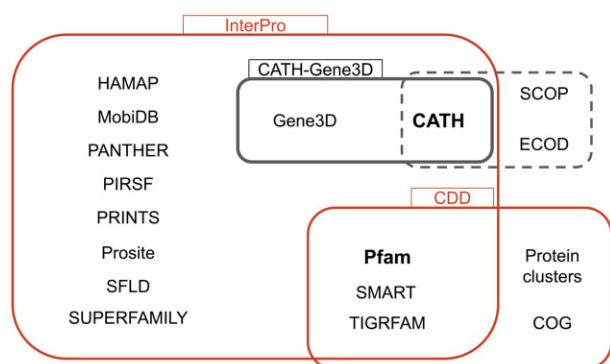 InterPro
CATH-Gene3D
HAMAP
MobiDB
PANTHER
PIRSF
PRINTS
Prosite
SFLD
SUPERFAMILY
Gene3D
CATH
SCOP
ECOD
CDD
Pfam
SMART
TIGRFAM
Protein
clusters
COG